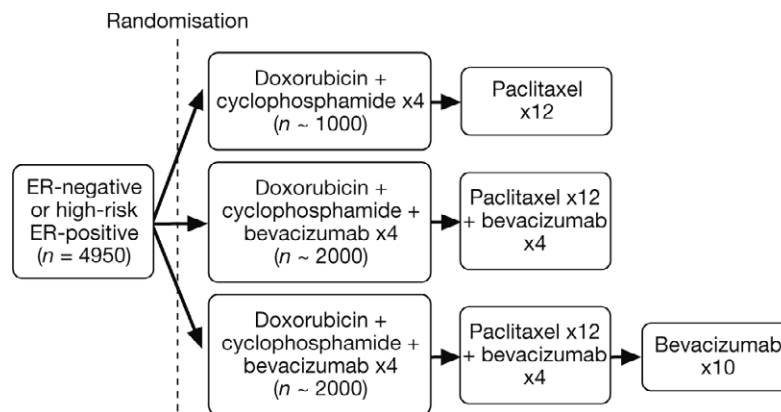 Randomisation
Doxorubicin +
cyclophosphamide x4
(n ~ 1000)
Paclitaxel
x12
ER-negative
or high-risk
ER-positive
(n = 4950)
Doxorubicin +
cyclophosphamide +
bevacizumab x4
(n ~ 2000)
Paclitaxel x12
+ bevacizumab
x4
Doxorubicin +
cyclophosphamide +
bevacizumab x4
(n ~ 2000)
Paclitaxel x12
+ bevacizumab
x4
Bevacizumab
x10